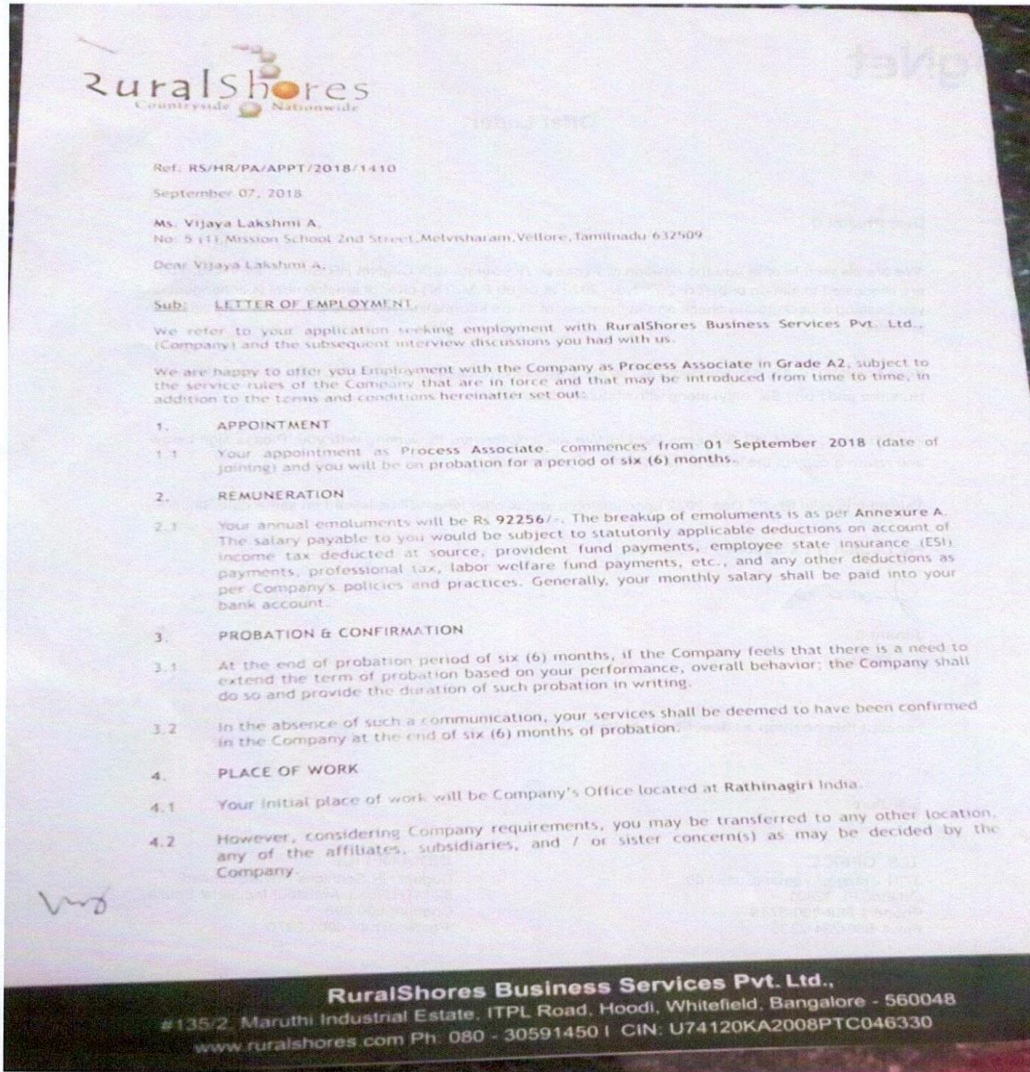 RuralShores
Countryside Nationwide
Ref: RS/HR/PA/APPT/2018/1410
September 07, 2018
Ms. Vijaya Lakshmi A.
No: 5 (1) Mission School 2nd Street, Melvisharam, Vellore, Tamilnadu 632509
Dear Vijaya Lakshmi A,
Sub: LETTER OF EMPLOYMENT.
We refer to your application seeking employment with RuralShores Business Services Pvt. Ltd.,
(Company) and the subsequent interview discussions you had with us.
We are happy to offer you Employment with the Company as Process Associate in Grade A2, subject to
the service rules of the Company that are in force and that may be introduced from time to time, in
addition to the terms and conditions hereinafter set out:
1. APPOINTMENT
1.1 Your appointment as Process Associate, commences from 01 September 2018 (date of
joining) and you will be on probation for a period of six (6) months.
2. REMUNERATION
2.1 Your annual emoluments will be Rs 92256/-. The breakup of emoluments is as per Annexure A.
The salary payable to you would be subject to statutorily applicable deductions on account of
income tax deducted at source, provident fund payments, employee state insurance (ESI)
payments, professional tax, labor welfare fund payments, etc., and any other deductions as
per Company's policies and practices. Generally, your monthly salary shall be paid into your
bank account.
3. PROBATION & CONFIRMATION
3.1 At the end of probation period of six (6) months, if the Company feels that there is a need to
extend the term of probation based on your performance, overall behavior; the Company shall
do so and provide the duration of such probation in writing.
3.2 In the absence of such a communication, your services shall be deemed to have been confirmed
in the Company at the end of six (6) months of probation.
4. PLACE OF WORK
4.1 Your initial place of work will be Company's Office located at Rathinagiri India.
4.2 However, considering Company requirements, you may be transferred to any other location,
any of the affiliates, subsidiaries, and / or sister concern(s) as may be decided by the
Company.
RuralShores Business Services Pvt. Ltd.,
#135/2, Maruthi Industrial Estate, ITPL Road, Hoodi, Whitefield, Bangalore - 560048
www.ruralshores.com Ph: 080 - 30591450 I CIN: U74120KA2008PTC046330